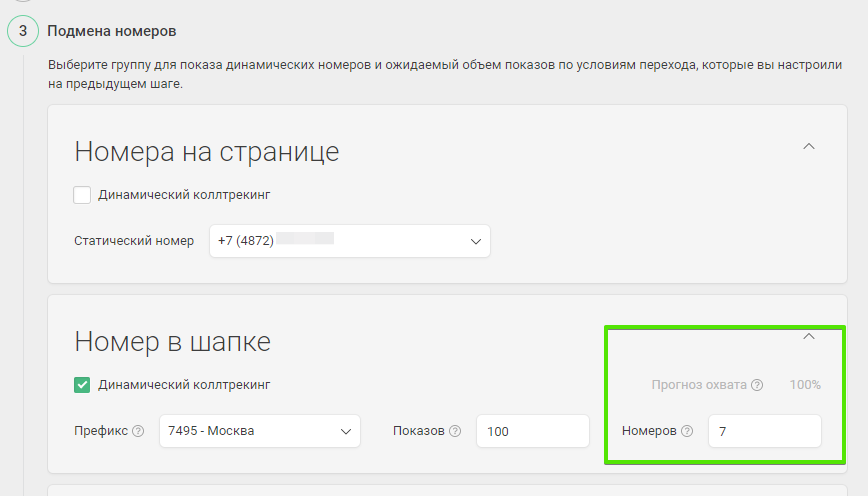 3 Подмена номеров
Выберите группу для показа динамических номеров и ожидаемый объем показов по условиям перехода, которые вы настроили
на предыдущем шаге.
Номера на странице
Динамический коллтрекинг
Статический номер +7 (4872)
Номер в шапке
Динамический коллтрекинг Прогноз охвата ? 100%
Префикс ? 7495 - Москва Показов ? 100 Номеров ? 7